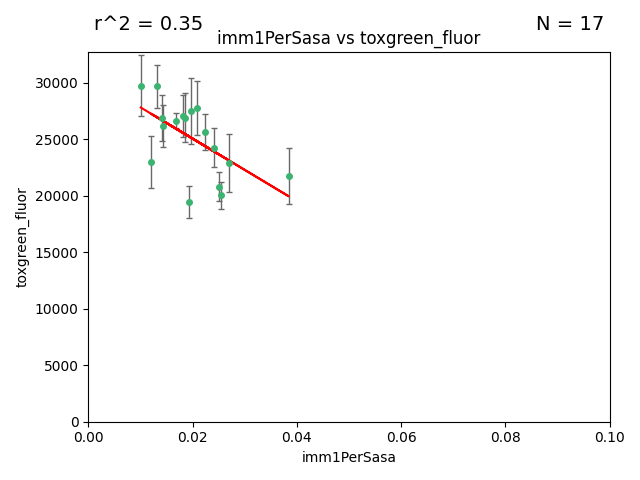 r^2 = 0.35
N = 17
imm1PerSasa vs toxgreen_fluor
toxgreen_fluor
30000
25000
20000
15000
10000
5000
0
0.00 0.02 0.04 0.06 0.08 0.10
imm1PerSasa